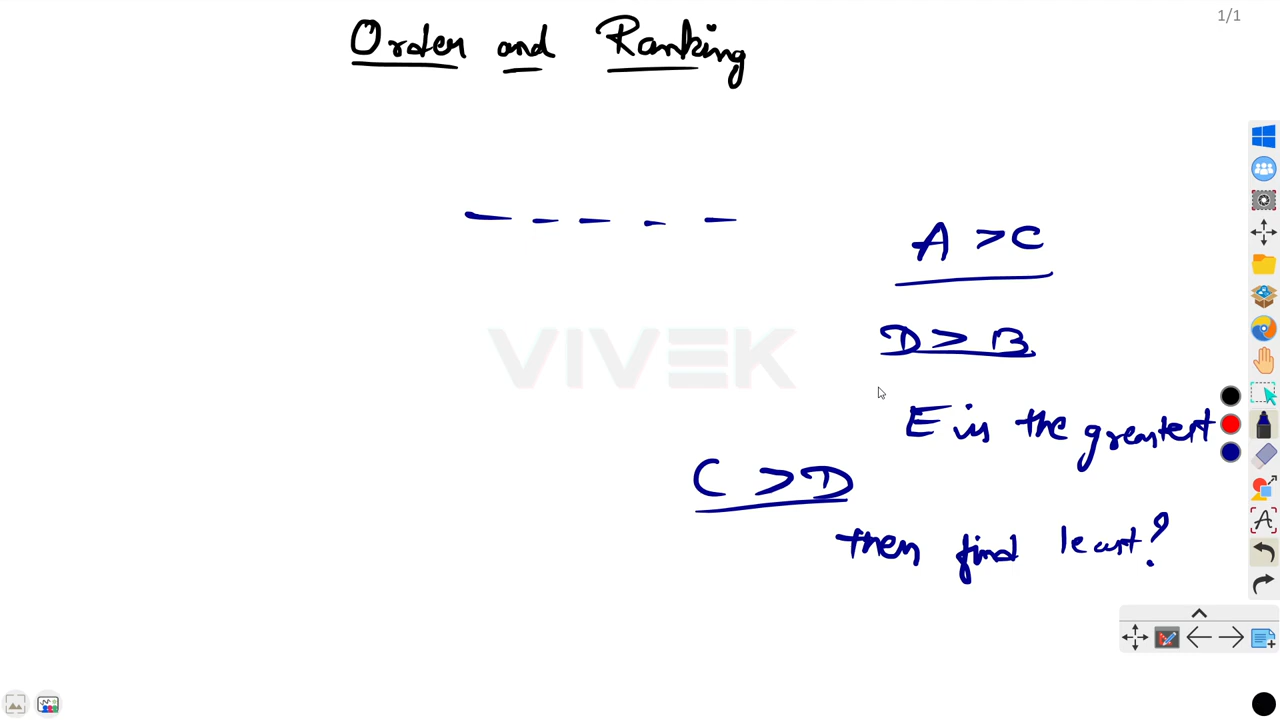 1/1
Order and Ranking
A > C
D > B
E is the greatest
C > D
then find least?
VIVEK